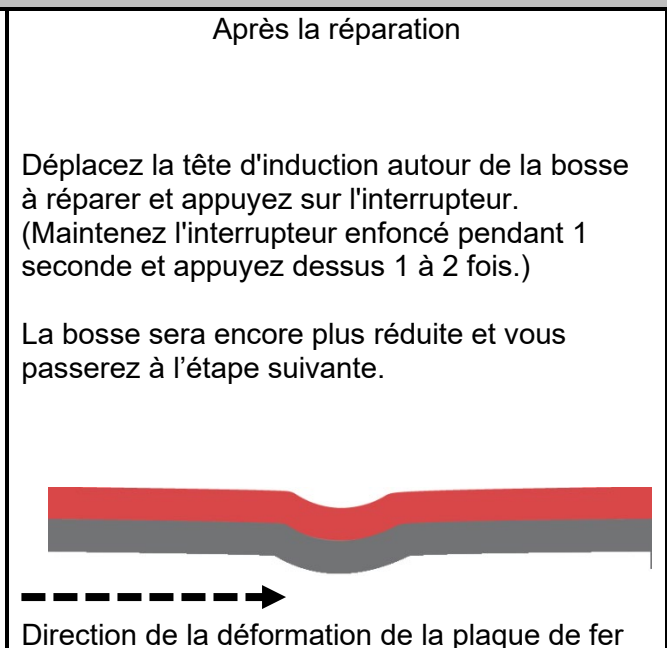 Après la réparation
Déplacez la tête d'induction autour de la bosse
à réparer et appuyez sur l'interrupteur.
(Maintenez l'interrupteur enfoncé pendant 1
seconde et appuyez dessus 1 à 2 fois.)
La bosse sera encore plus réduite et vous
passerez à l’étape suivante.
Direction de la déformation de la plaque de fer